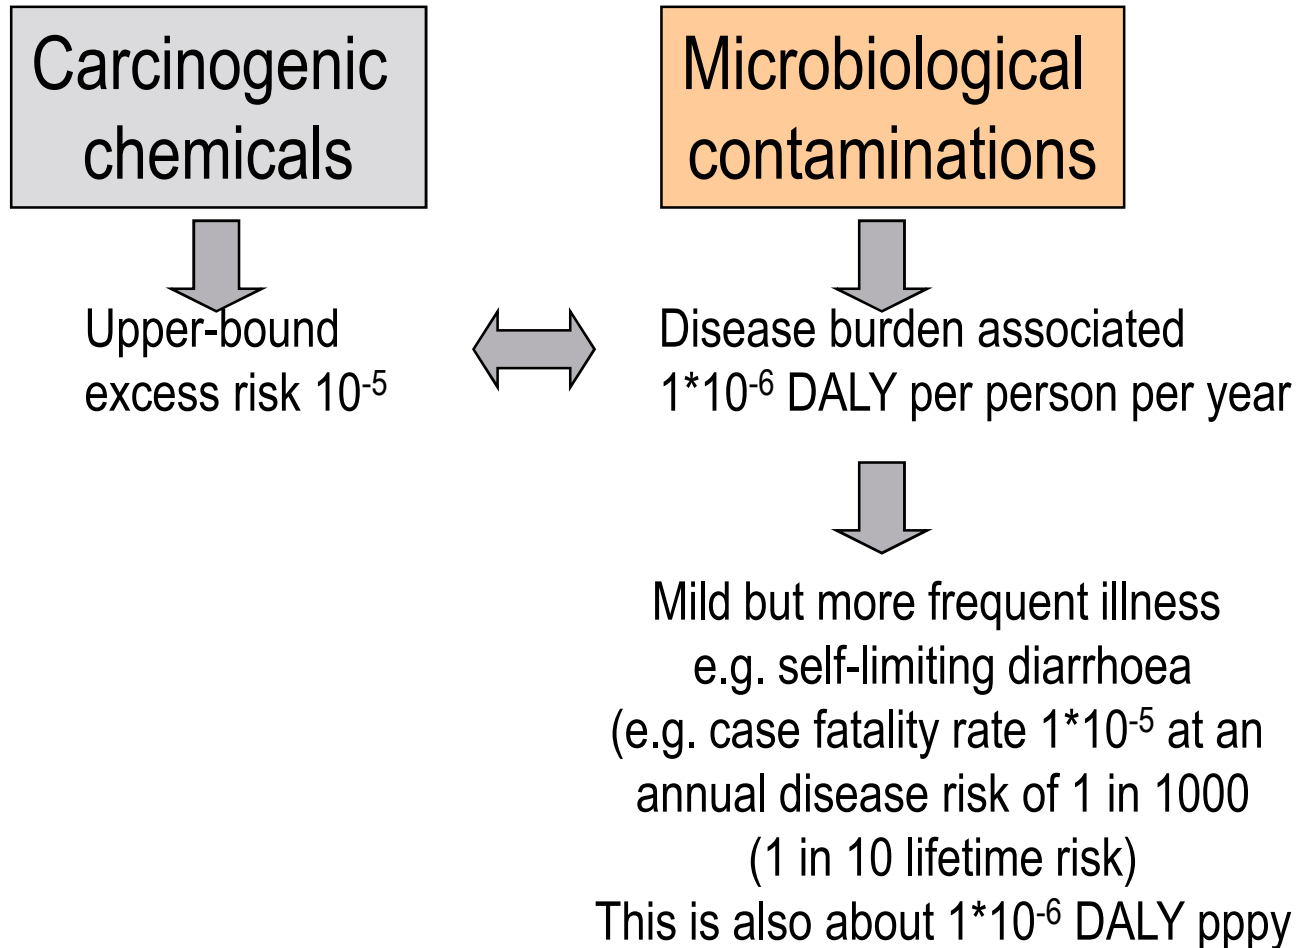 Carcinogenic
chemicals
Microbiological
contaminations
Upper-bound
excess risk 10⁻⁵
Disease burden associated
1*10⁻⁶ DALY per person per year
Mild but more frequent illness
e.g. self-limiting diarrhoea
(e.g. case fatality rate 1*10⁻⁵ at an
annual disease risk of 1 in 1000
(1 in 10 lifetime risk)
This is also about 1*10⁻⁶ DALY pppy